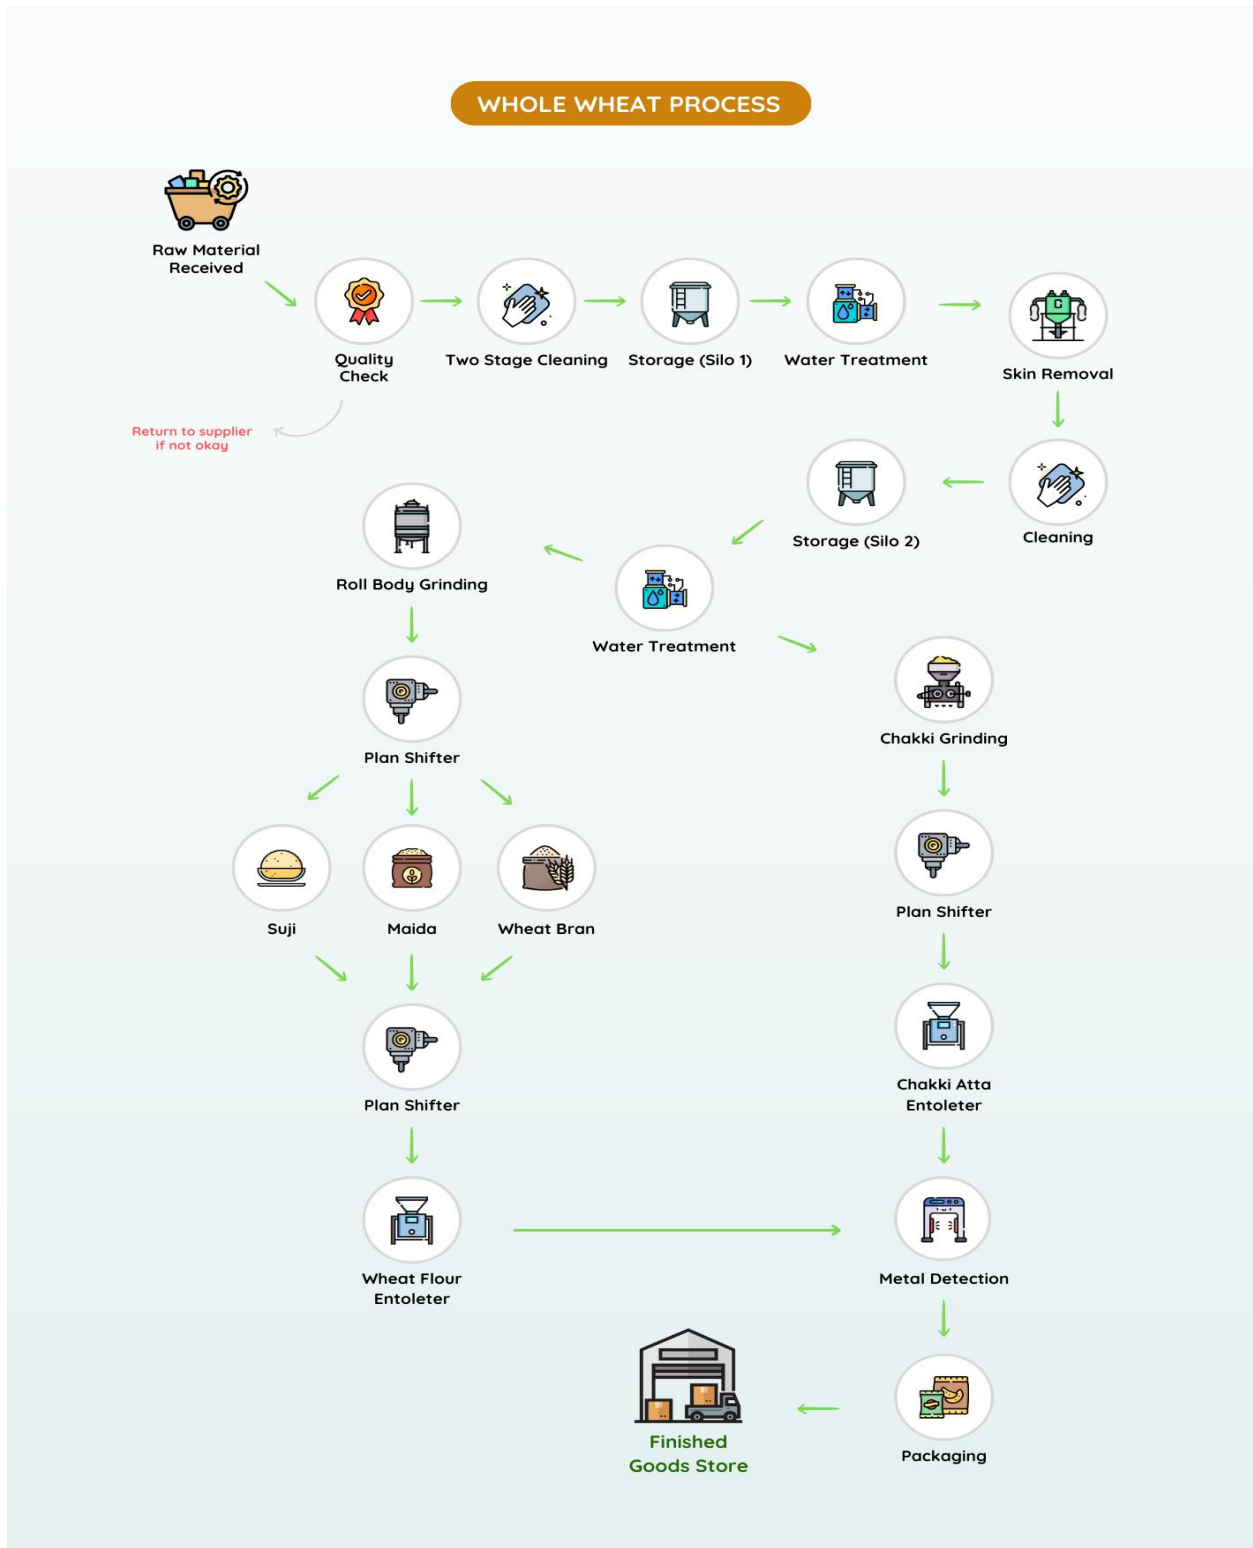 WHOLE WHEAT PROCESS
Raw Material
Received
Quality
Check
Two Stage Cleaning
Storage (Silo 1)
Water Treatment
C
Skin Removal
Return to supplier
if not okay
Cleaning
Storage (Silo 2)
Water Treatment
Roll Body Grinding
Plan Shifter
Suji
Maida
Wheat Bran
Plan Shifter
Wheat Flour
Entoleter
Chakki Grinding
Plan Shifter
Chakki Atta
Entoleter
Metal Detection
Packaging
Finished
Goods Store